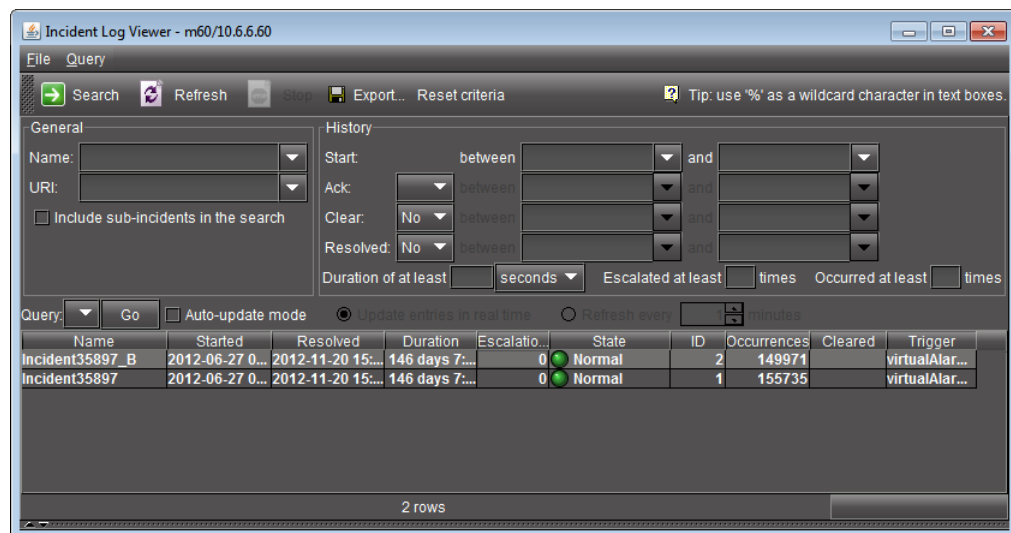 Incident Log Viewer - m60/10.6.6.60
File Query
Search Refresh Stop Export... Reset criteria Tip: use '%' as a wildcard character in text boxes.
General
Name:
URI:
Include sub-incidents in the search
History
Start: between and
Ack: between and
Clear: No between and
Resolved: No between and
Duration of at least seconds Escalated at least times Occurred at least times
Query: Go Auto-update mode Update entries in real time Refresh every 1 minutes
Name Started Resolved Duration Escalatio... State ID Occurrences Cleared Trigger
Incident35897_B 2012-06-27 0... 2012-11-20 15:... 146 days 7:... 0 Normal 2 149971 virtualAlar...
Incident35897 2012-06-27 0... 2012-11-20 15:... 146 days 7:... 0 Normal 1 155735 virtualAlar...
2 rows